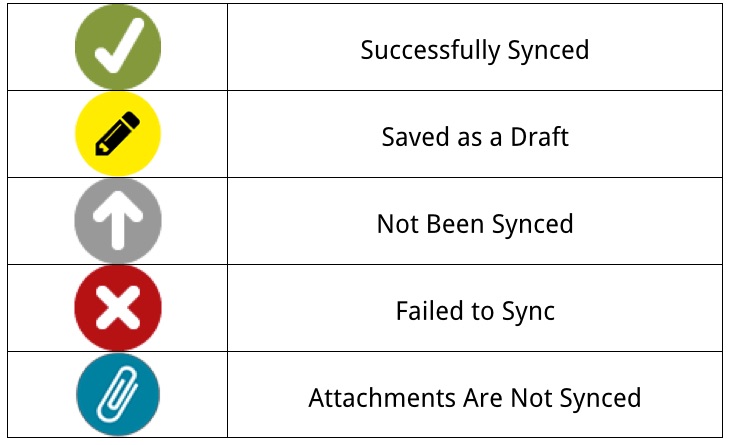 Successfully Synced
Saved as a Draft
Not Been Synced
Failed to Sync
Attachments Are Not Synced